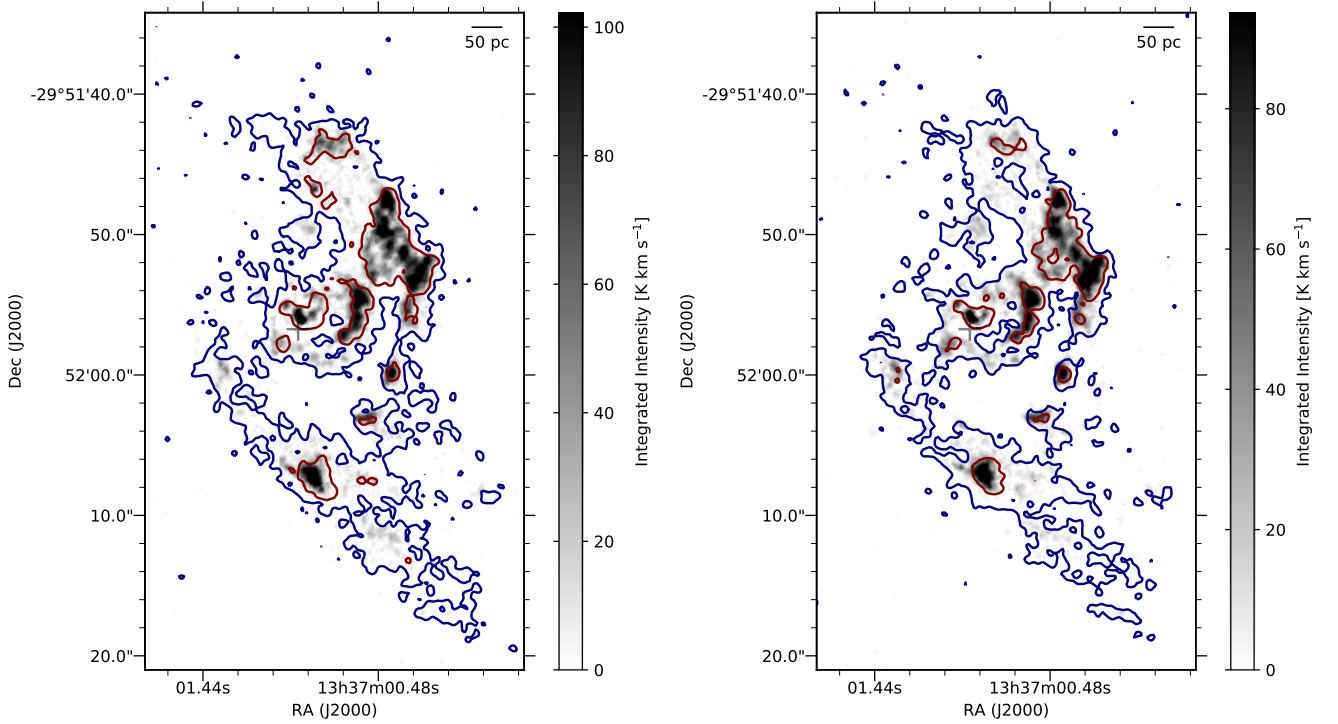 50 pc
-29°51'40.0"
50.0"
52'00.0"
10.0"
20.0"
01.44s
13h37m00.48s
RA (J2000)
Dec (J2000)
100
80
60
40
20
0
Integrated Intensity [K km s⁻¹]
50 pc
-29°51'40.0"
50.0"
52'00.0"
10.0"
20.0"
01.44s
13h37m00.48s
RA (J2000)
Dec (J2000)
80
60
40
20
0
Integrated Intensity [K km s⁻¹]